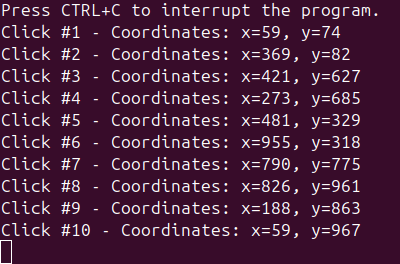 Press CTRL+C to interrupt the program.
Click #1 - Coordinates: x=59, y=74
Click #2 - Coordinates: x=369, y=82
Click #3 - Coordinates: x=421, y=627
Click #4 - Coordinates: x=273, y=685
Click #5 - Coordinates: x=481, y=329
Click #6 - Coordinates: x=955, y=318
Click #7 - Coordinates: x=790, y=775
Click #8 - Coordinates: x=826, y=961
Click #9 - Coordinates: x=188, y=863
Click #10 - Coordinates: x=59, y=967